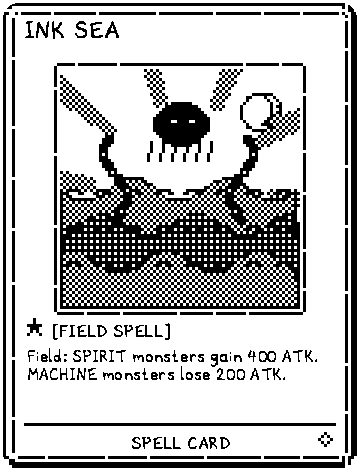 INK SEA
[FIELD SPELL]
Field: SPIRIT monsters gain 400 ATK.
MACHINE monsters lose 200 ATK.
SPELL CARD